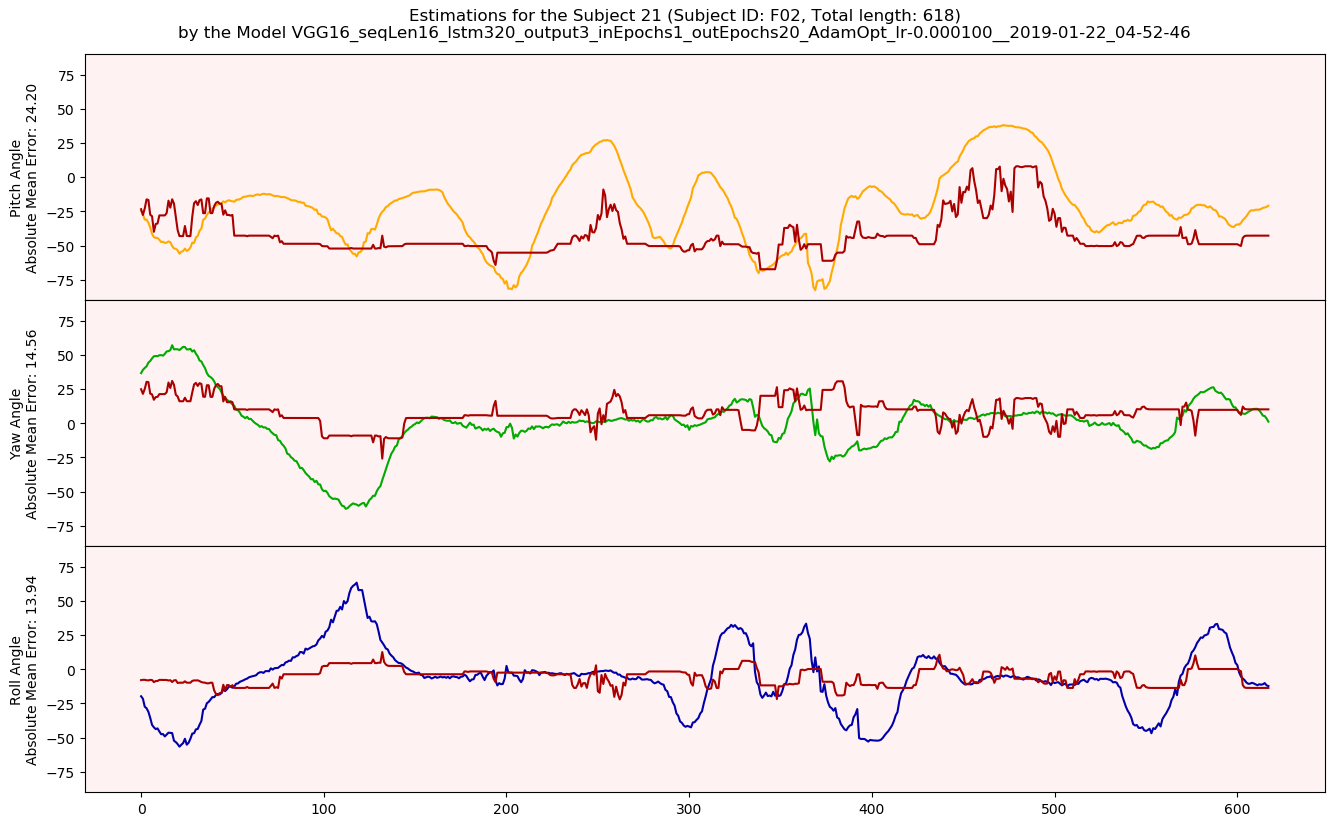 Estimations for the Subject 21 (Subject ID: F02, Total length: 618)
by the Model VGG16_seqLen16_lstm320_output3_inEpochs1_outEpochs20_AdamOpt_lr-0.000100__2019-01-22_04-52-46
Pitch Angle
Absolute Mean Error: 24.20
75
50
25
0
−25
−50
−75
Yaw Angle
Absolute Mean Error: 14.56
75
50
25
0
−25
−50
−75
Roll Angle
Absolute Mean Error: 13.94
75
50
25
0
−25
−50
−75
0 100 200 300 400 500 600